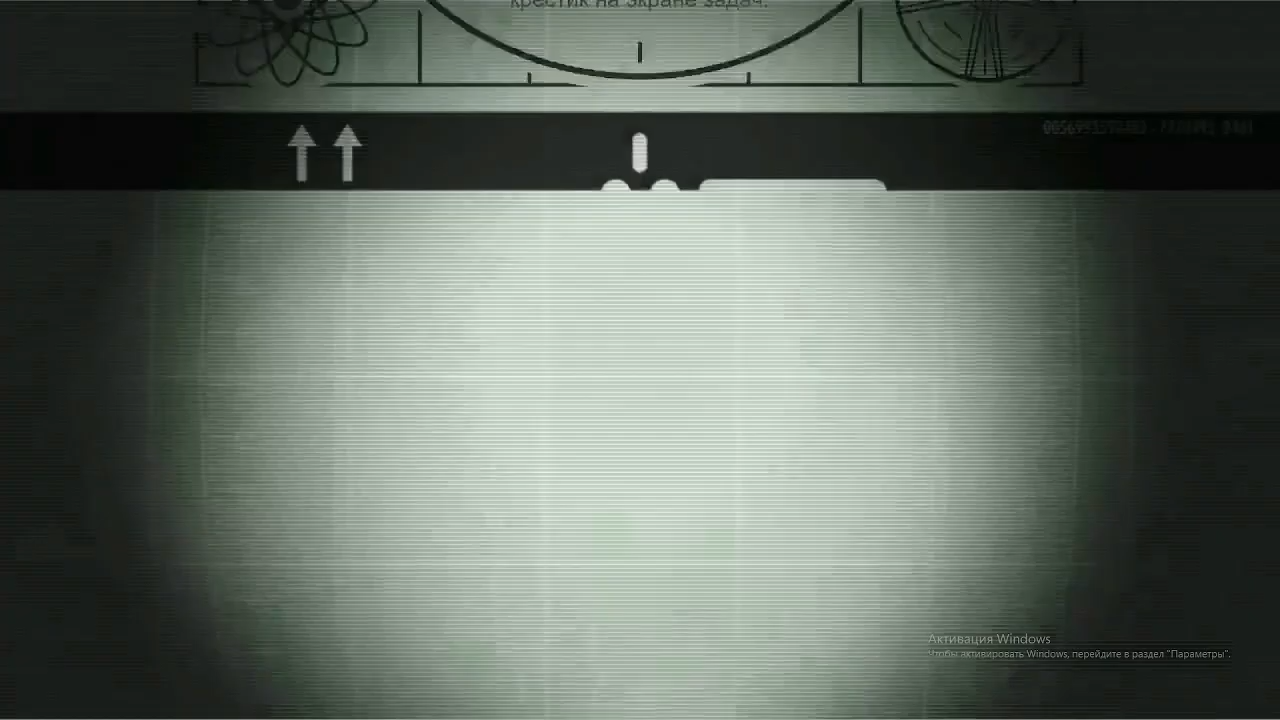 крестик на экране задач.
Активация Windows
Чтобы активировать Windows, перейдите в раздел "Параметры".